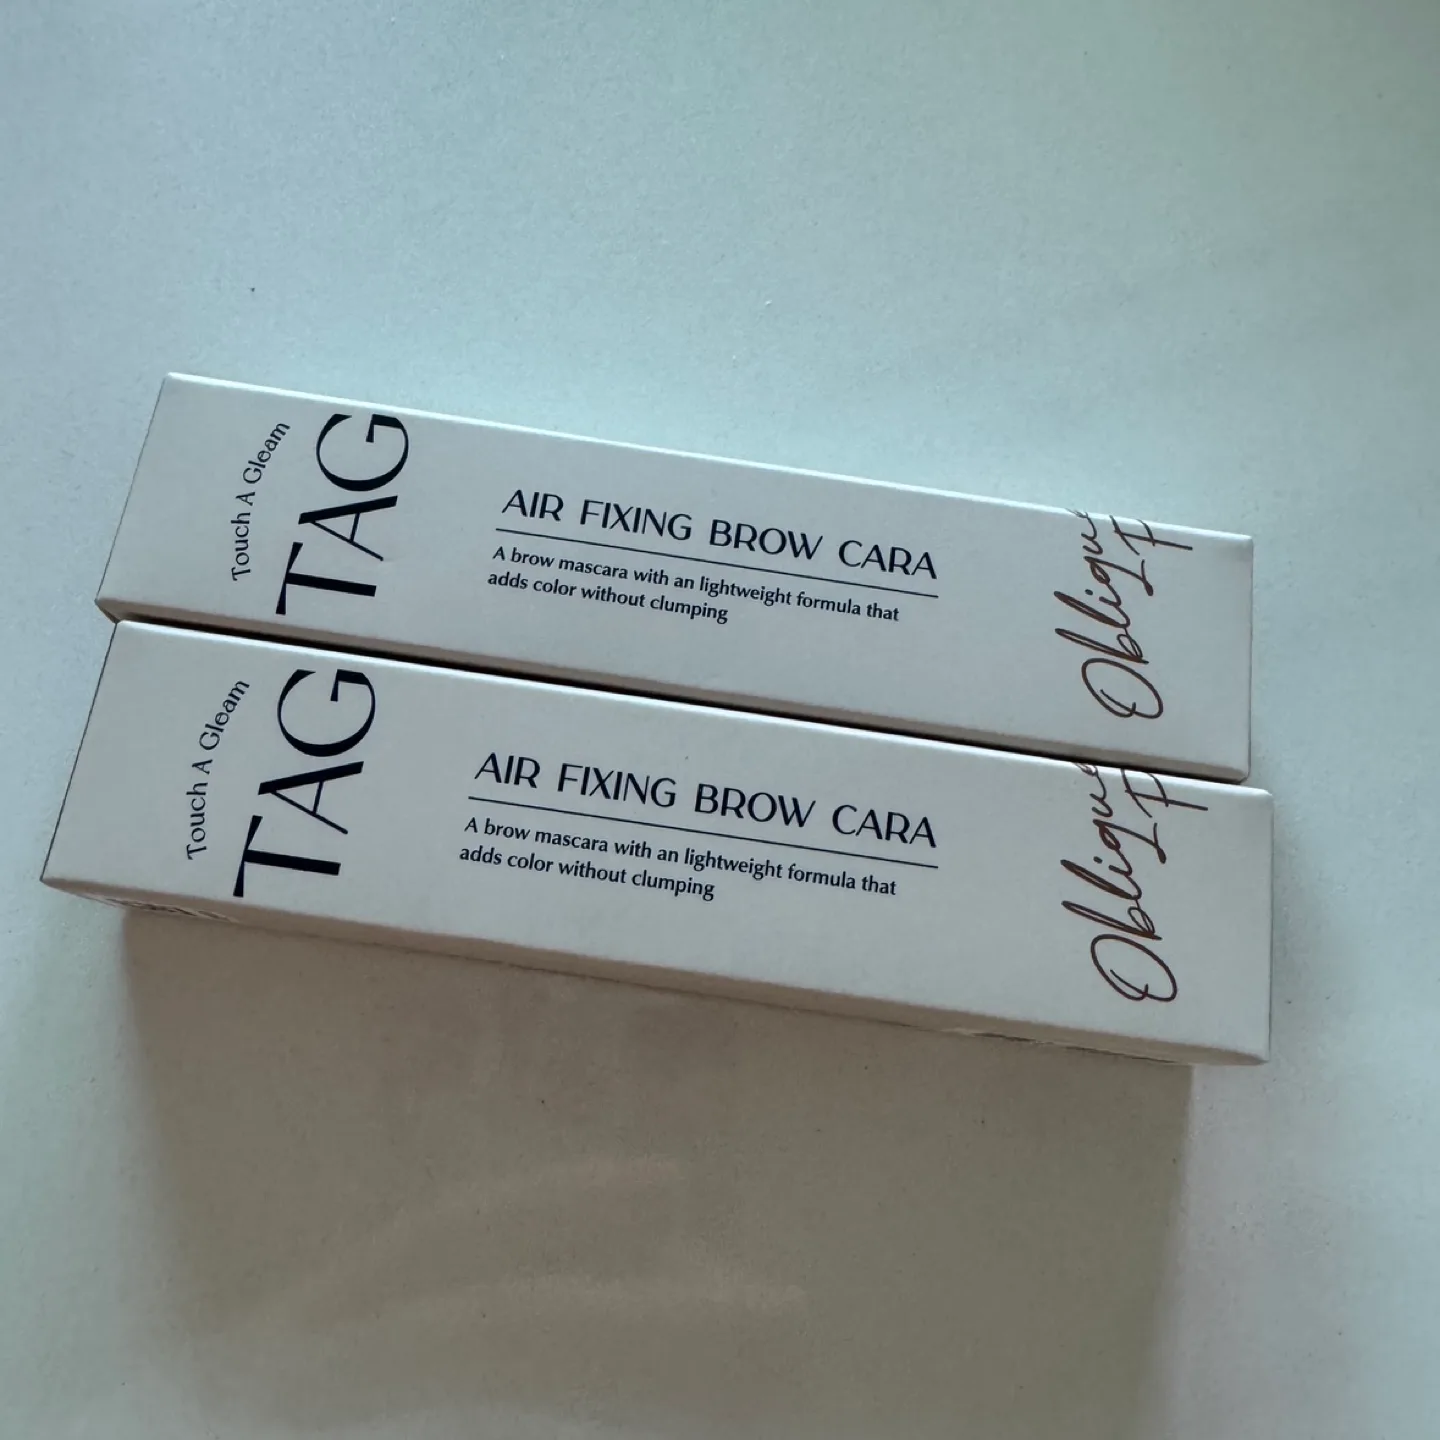 Touch A Gleam
TAG
AIR FIXING BROW CARA
A brow mascara with an lightweight formula that
adds color without clumping
Touch A Gleam
TAG
AIR FIXING BROW CARA
A brow mascara with an lightweight formula that
adds color without clumping